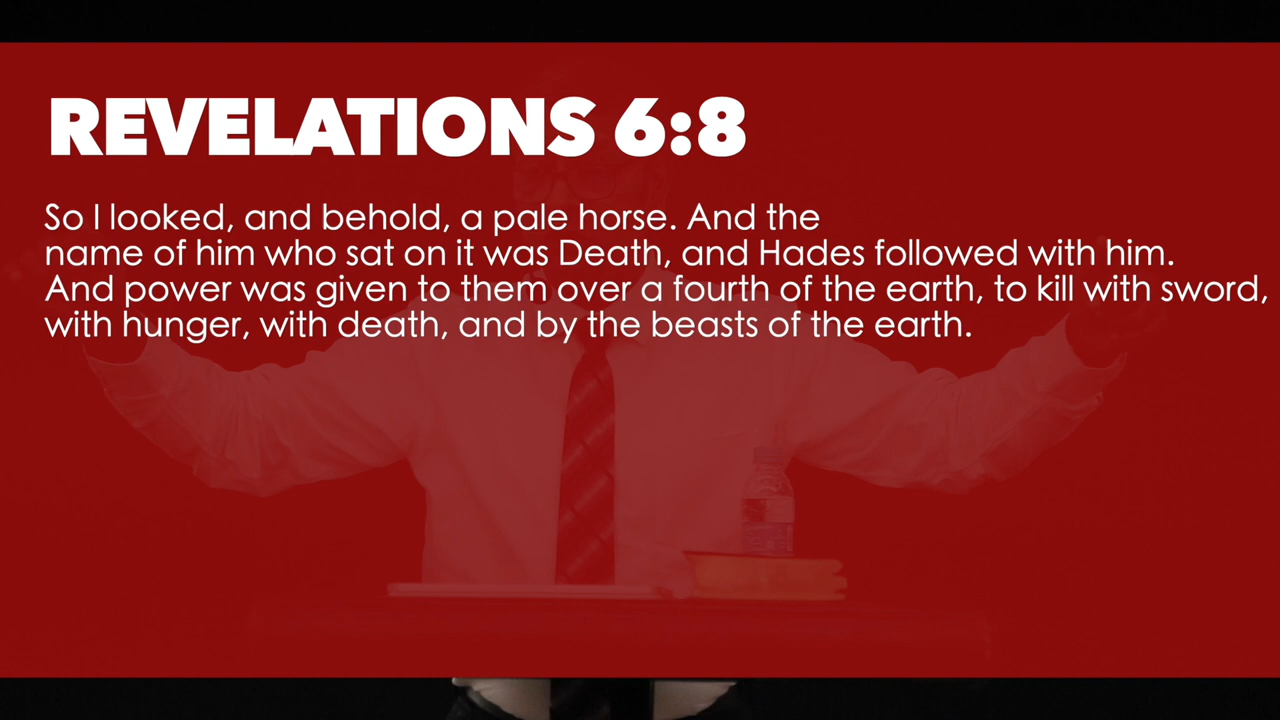 REVELATIONS 6:8
So I looked, and behold, a pale horse. And the
name of him who sat on it was Death, and Hades followed with him.
And power was given to them over a fourth of the earth, to kill with sword,
with hunger, with death, and by the beasts of the earth.